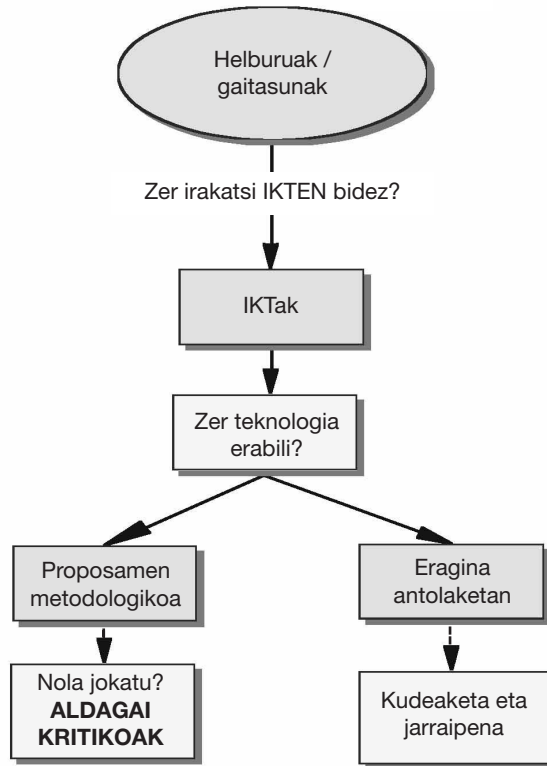 Helburuak /
gaitasunak
Zer irakatsi IKTEN bidez?
IKTak
Zer teknologia
erabili?
Proposamen
metodologikoa
Eragina
antolaketan
Nola jokatu?
ALDAGAI
KRITIKOAK
Kudeaketa eta
jarraipena